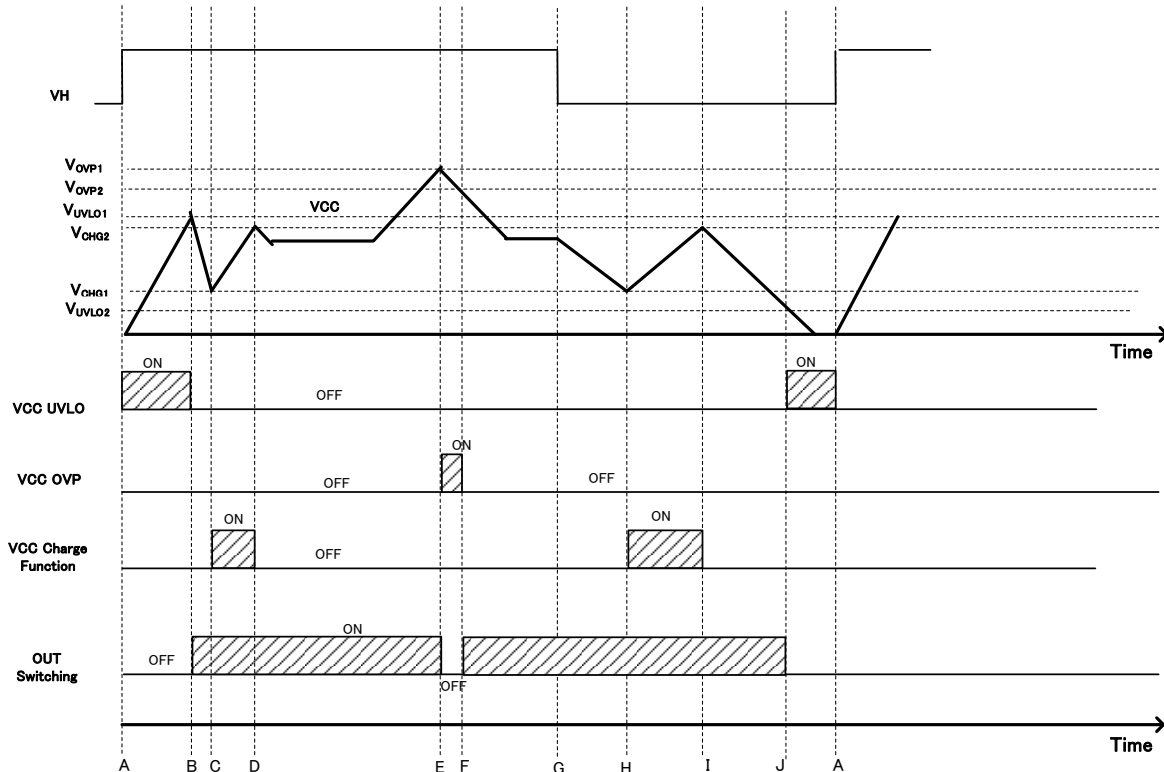 VH
VOVP1
VOVP2
VUVLO1
VCC
VCHG2
VCHG1
VUVLO2
Time
ON
ON
VCC UVLO
OFF
ON
VCC OVP
OFF
OFF
ON
ON
VCC Charge
Function
OFF
ON
OUT
Switching
OFF
OFF
Time
A B C D E F G H I J A